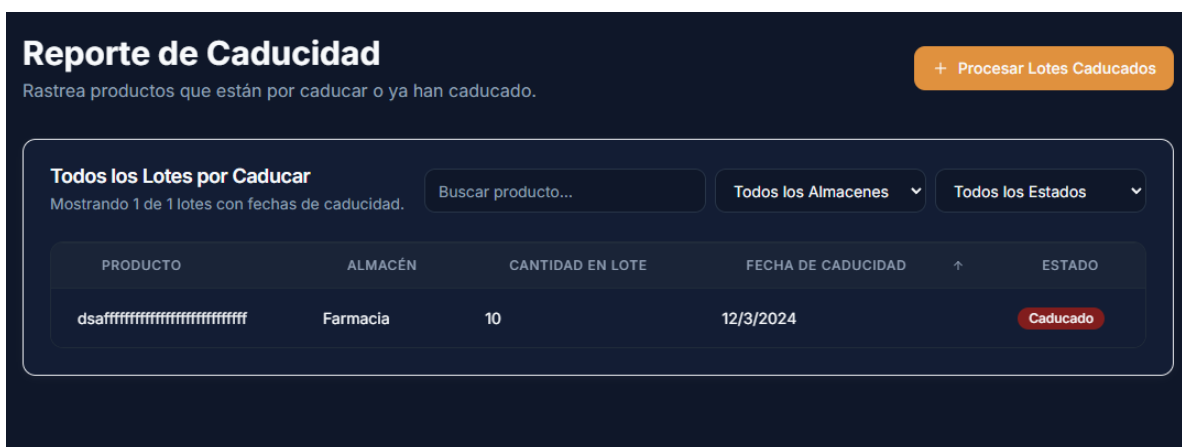 Reporte de Caducidad
Rastrea productos que están por caducar o ya han caducado.
+ Procesar Lotes Caducados
Todos los Lotes por Caducar
Mostrando 1 de 1 lotes con fechas de caducidad.
Buscar producto...
Todos los Almacenes
Todos los Estados
PRODUCTO ALMACÉN CANTIDAD EN LOTE FECHA DE CADUCIDAD ↑ ESTADO
dsafffffffffffffffffffffffffffff Farmacia 10 12/3/2024 Caducado